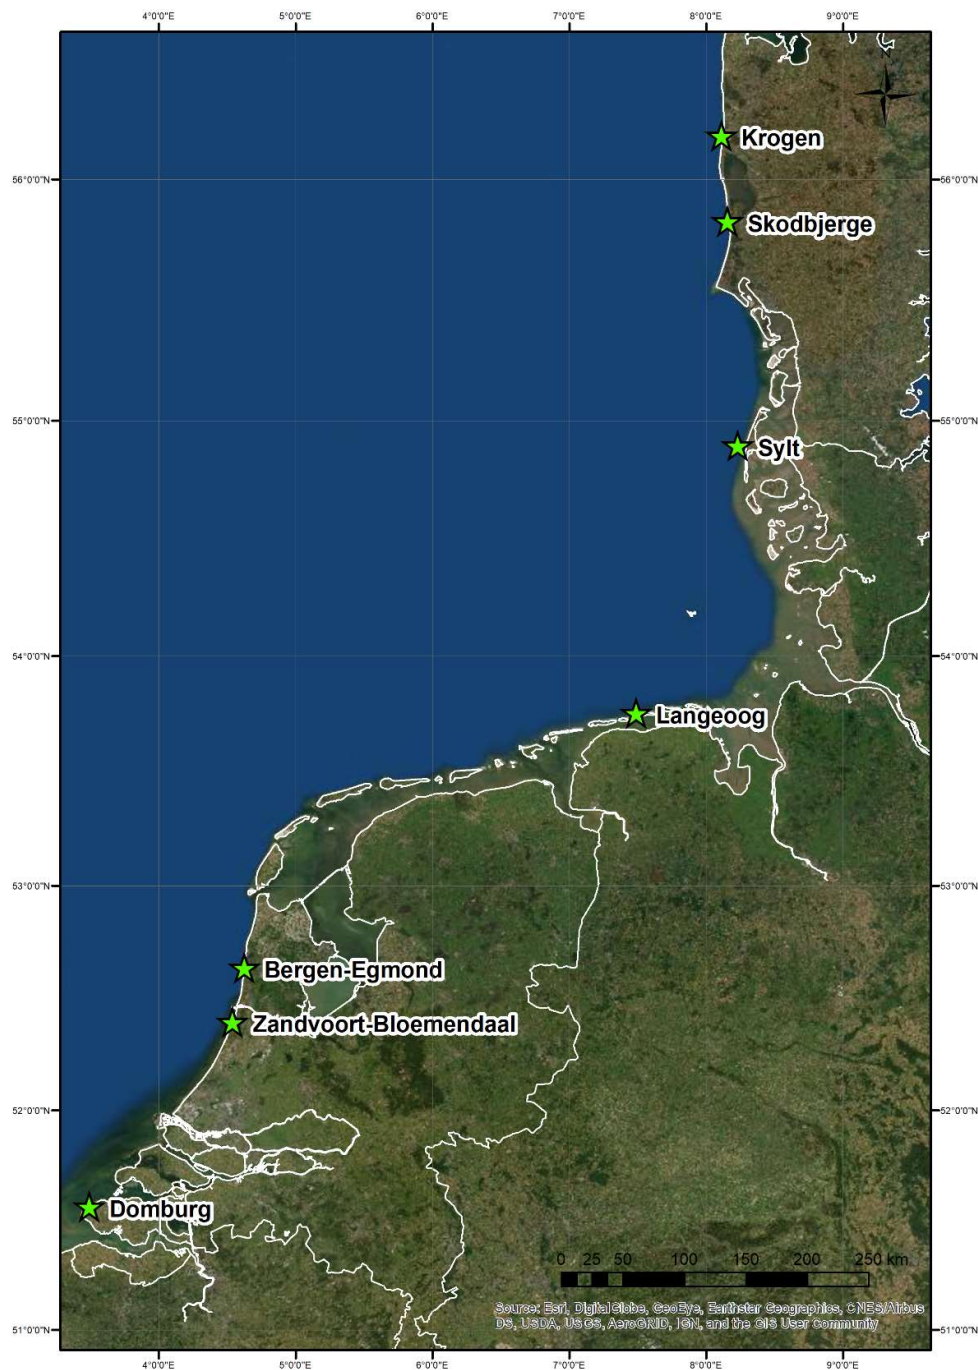 4°0'0"E 5°0'0"E 6°0'0"E 7°0'0"E 8°0'0"E 9°0'0"E
N
Krogen
56°0'0"N 56°0'0"N
Skodbjerge
55°0'0"N 55°0'0"N
Sylt
54°0'0"N 54°0'0"N
Langeoog
53°0'0"N 53°0'0"N
Bergen-Egmond
Zandvoort-Bloemendaal
52°0'0"N 52°0'0"N
Domburg
0 25 50 100 150 200 250 km
Source: Esri, DigitalGlobe, GeoEye, Earthstar Geographics, CNES/Airbus
DS, USDA, USGS, AeroGRID, IGN, and the GIS User Community
51°0'0"N 51°0'0"N
4°0'0"E 5°0'0"E 6°0'0"E 7°0'0"E 8°0'0"E 9°0'0"E